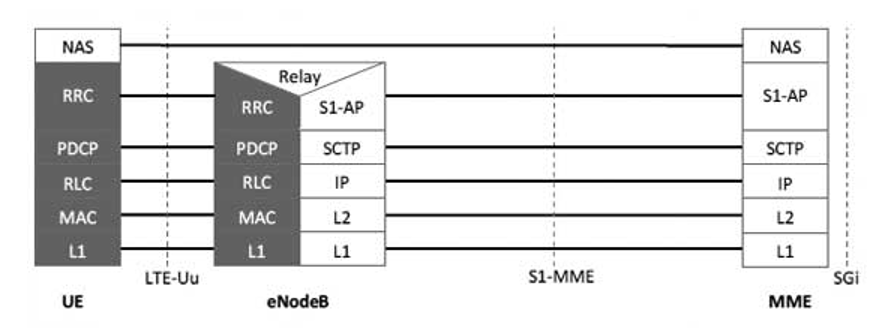 NAS NAS
Relay
RRC RRC S1-AP S1-AP
PDCP PDCP SCTP SCTP
RLC RLC IP IP
MAC MAC L2 L2
L1 L1 L1 L1
LTE-Uu S1-MME SGi
UE eNodeB MME